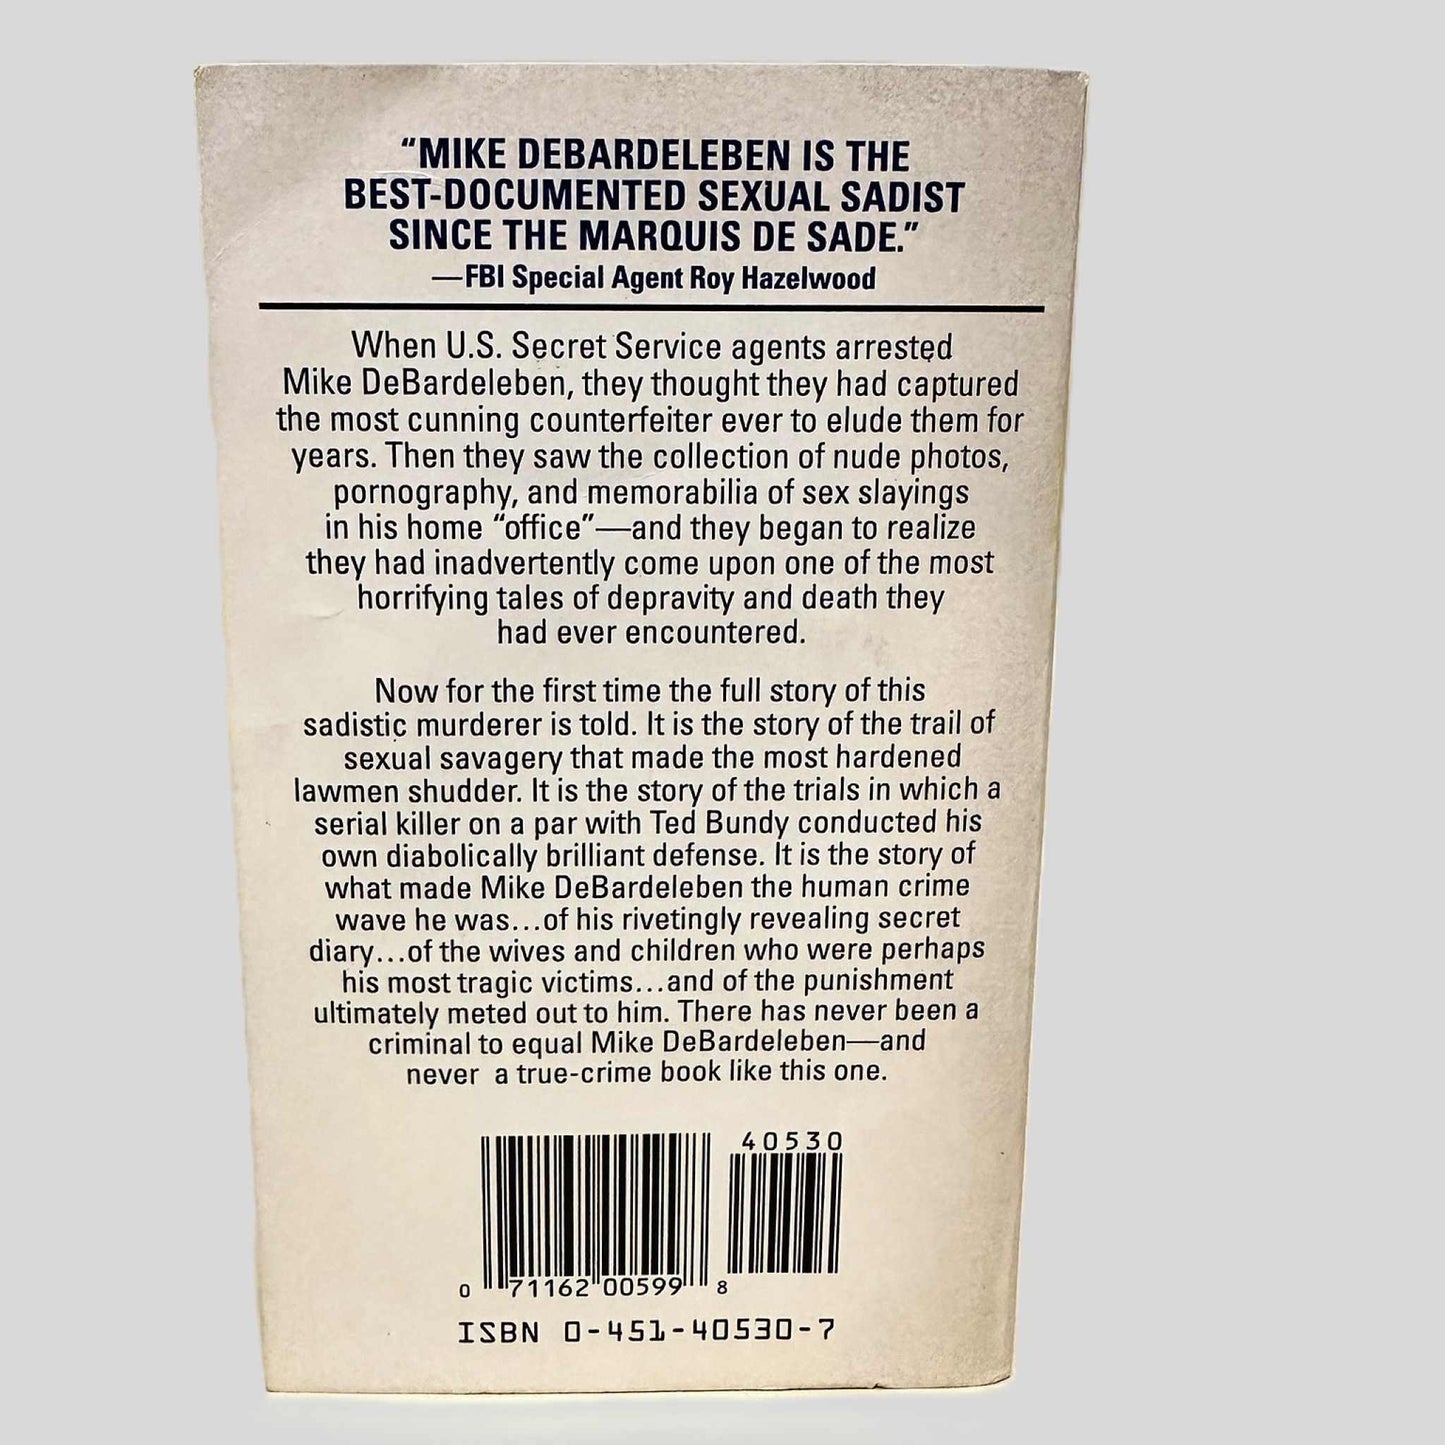 “MIKE DEBARDELEBEN IS THE
BEST-DOCUMENTED SEXUAL SADIST
SINCE THE MARQUIS DE SADE.”
—FBI Special Agent Roy Hazelwood
When U.S. Secret Service agents arrested
Mike DeBardeleben, they thought they had captured
the most cunning counterfeiter ever to elude them for
years. Then they saw the collection of nude photos,
pornography, and memorabilia of sex slayings
in his home “office”—and they began to realize
they had inadvertently come upon one of the most
horrifying tales of depravity and death they
had ever encountered.
Now for the first time the full story of this
sadistic murderer is told. It is the story of the trail of
sexual savagery that made the most hardened
lawmen shudder. It is the story of the trials in which a
serial killer on a par with Ted Bundy conducted his
own diabolically brilliant defense. It is the story of
what made Mike DeBardeleben the human crime
wave he was...of his rivetingly revealing secret
diary...of the wives and children who were perhaps
his most tragic victims...and of the punishment
ultimately meted out to him. There has never been a
criminal to equal Mike DeBardeleben—and
never a true-crime book like this one.
40530
0 71162 00599 8
ISBN 0-451-40530-7